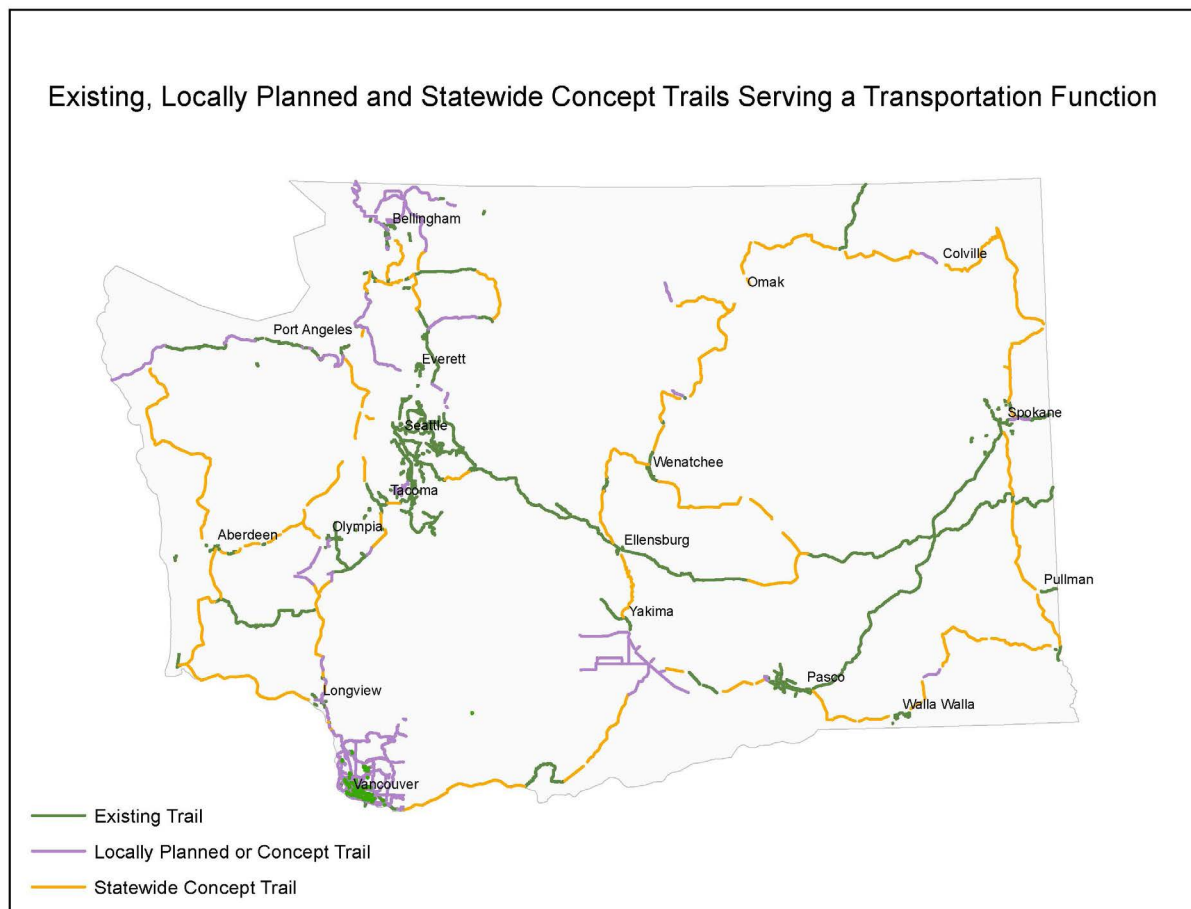 Existing, Locally Planned and Statewide Concept Trails Serving a Transportation Function
Bellingham
Colville
Omak
Port Angeles
Everett
Spokane
Seattle
Wenatchee
Tacoma
Olympia
Aberdeen
Ellensburg
Pullman
Yakima
Pasco
Longview
Walla Walla
Vancouver
Existing Trail
Locally Planned or Concept Trail
Statewide Concept Trail